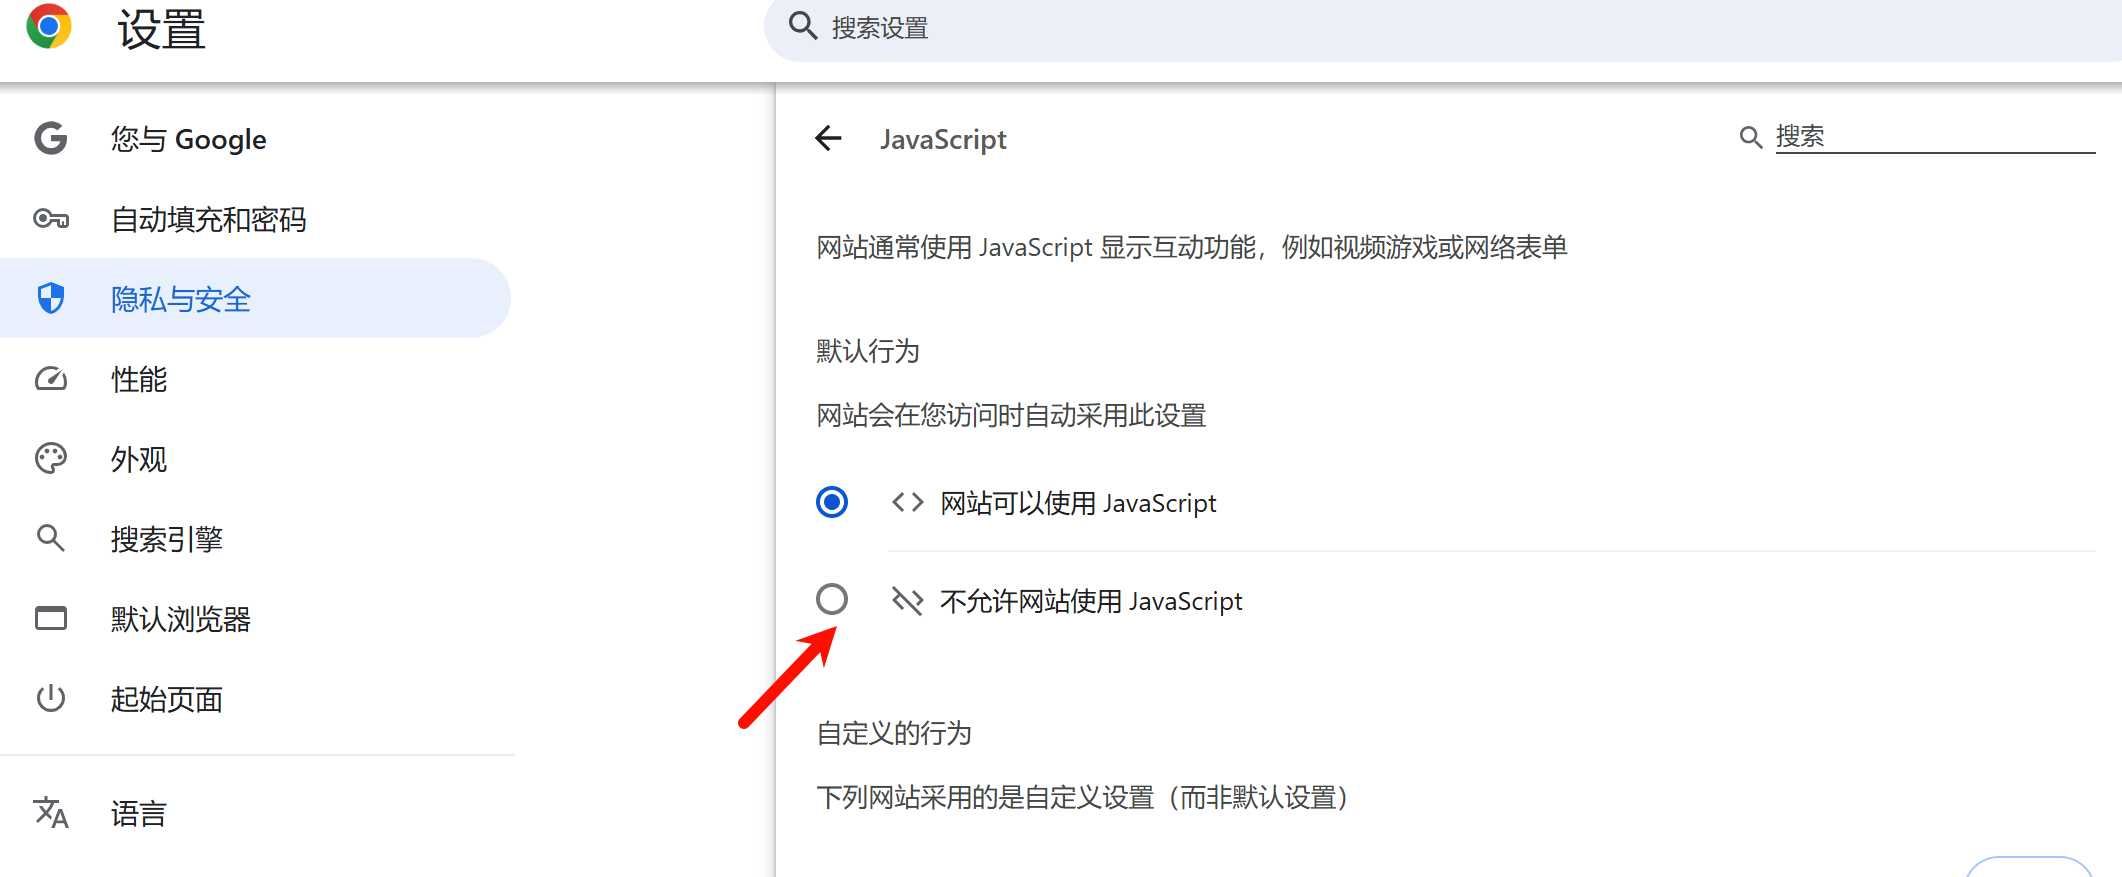 设置
搜索设置
您与 Google
自动填充和密码
隐私与安全
性能
外观
搜索引擎
默认浏览器
起始页面
语言
JavaScript
搜索
网站通常使用 JavaScript 显示互动功能，例如视频游戏或网络表单
默认行为
网站会在您访问时自动采用此设置
网站可以使用 JavaScript
不允许网站使用 JavaScript
自定义的行为
下列网站采用的是自定义设置（而非默认设置）